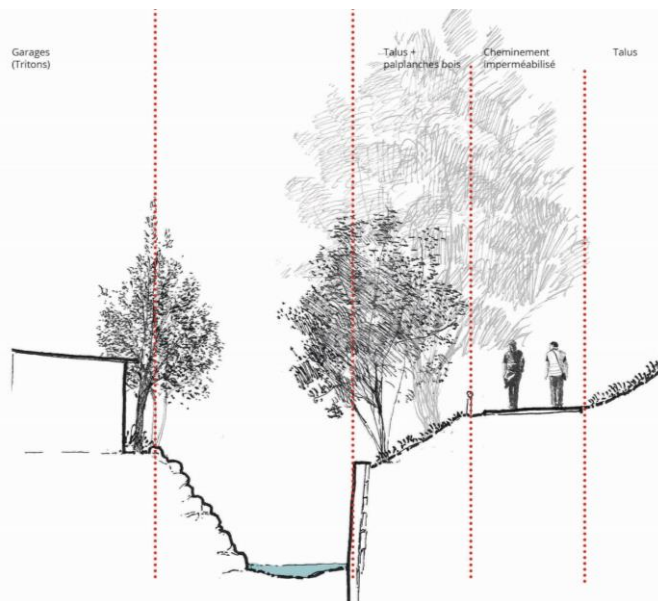 Garages
(Tritons)
Talus +
palplanches bois
Cheminement
imperméabilisé
Talus